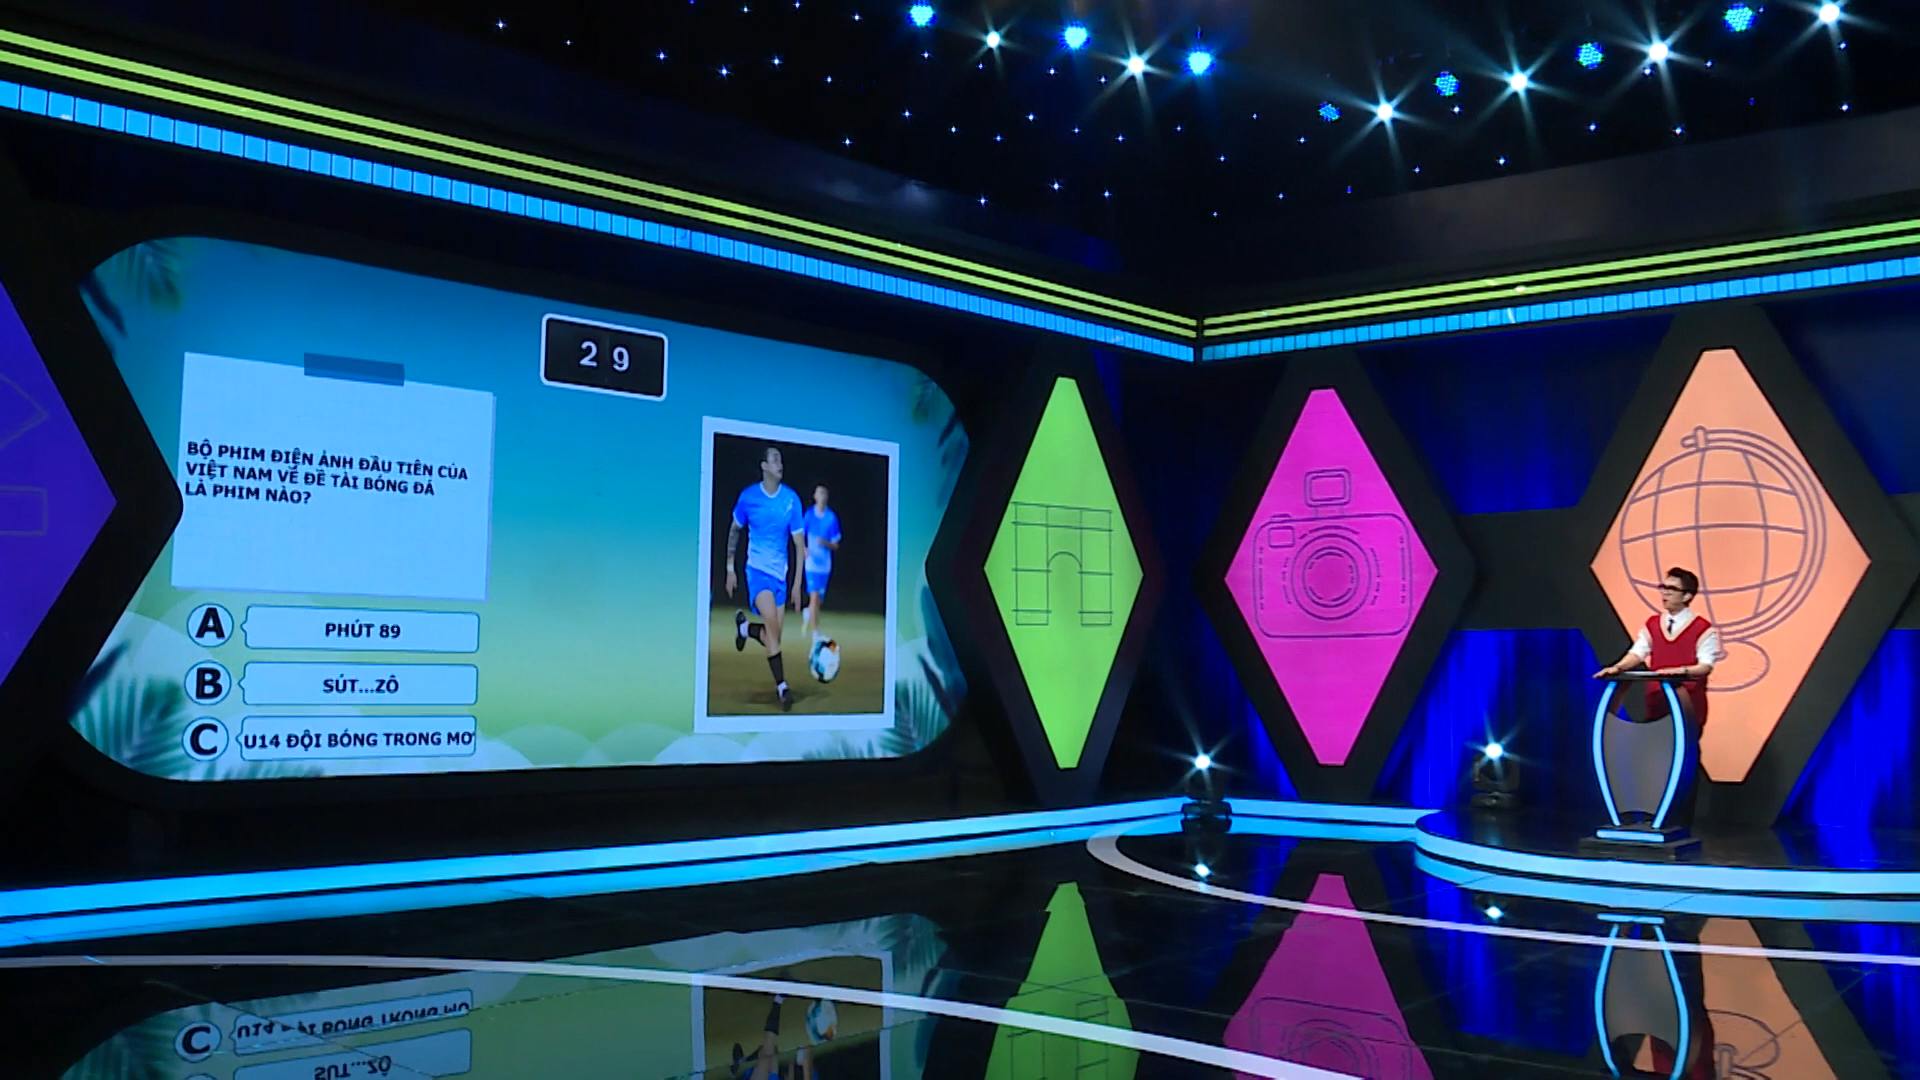 29
BỘ PHIM ĐIỆN ẢNH ĐẦU TIÊN CỦA
VIỆT NAM VỀ ĐỀ TÀI BÓNG ĐÁ
LÀ PHIM NÀO?
A PHÚT 89
B SÚT...ZÔ
C U14 ĐỘI BÓNG TRONG MƠ